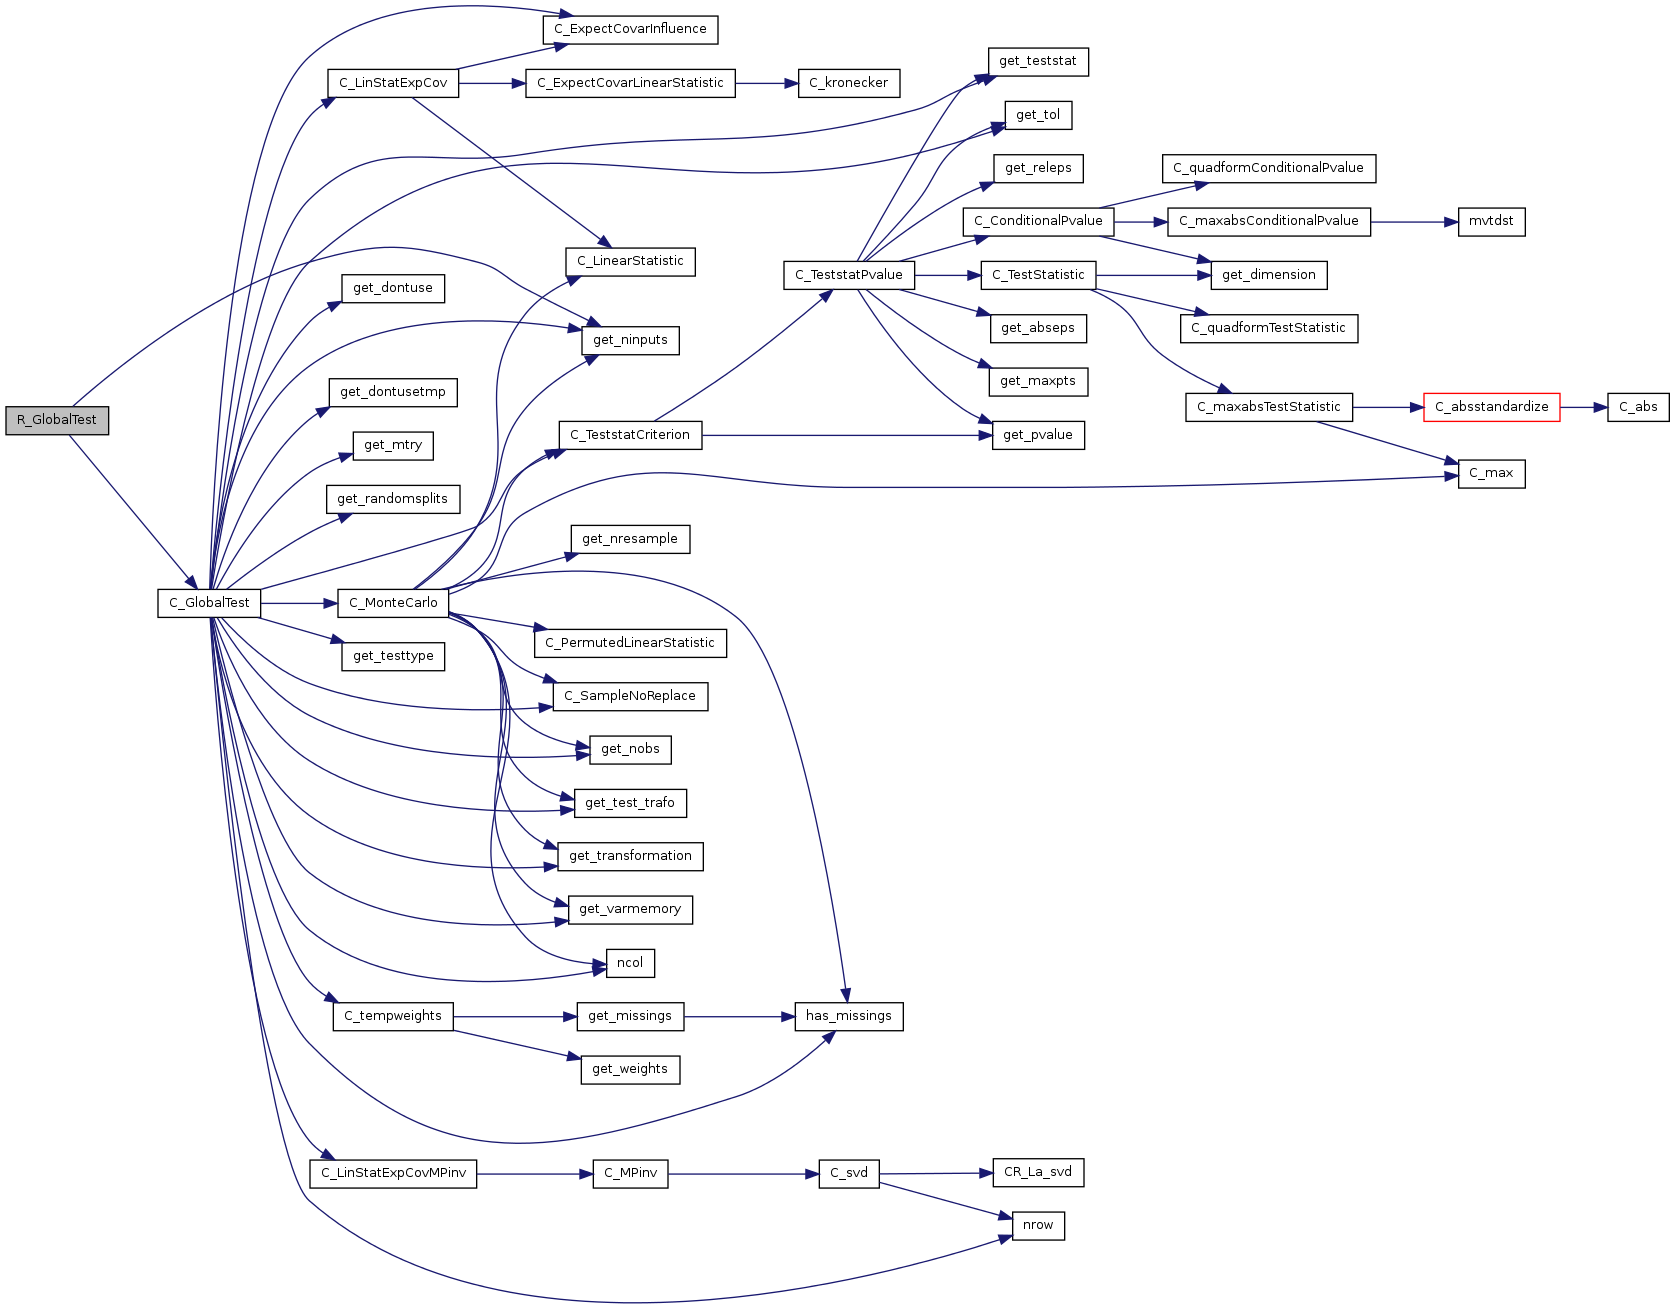 R_GlobalTest
C_GlobalTest
C_LinStatExpCov
get_dontuse
get_dontusetmp
get_mtry
get_randomsplits
C_MonteCarlo
get_testtype
C_tempweights
C_LinStatExpCovMPinv
C_ExpectCovarInfluence
C_ExpectCovarLinearStatistic
C_LinearStatistic
get_ninputs
C_TeststatCriterion
get_nresample
C_PermutedLinearStatistic
C_SampleNoReplace
get_nobs
get_test_trafo
get_transformation
get_varmemory
ncol
get_missings
get_weights
C_MPinv
C_kronecker
C_TeststatPvalue
has_missings
C_svd
get_teststat
get_tol
get_releps
C_ConditionalPvalue
C_TestStatistic
get_abseps
get_maxpts
get_pvalue
CR_La_svd
nrow
C_quadformConditionalPvalue
C_maxabsConditionalPvalue
get_dimension
C_quadformTestStatistic
C_maxabsTestStatistic
mvtdst
C_absstandardize
C_max
C_abs